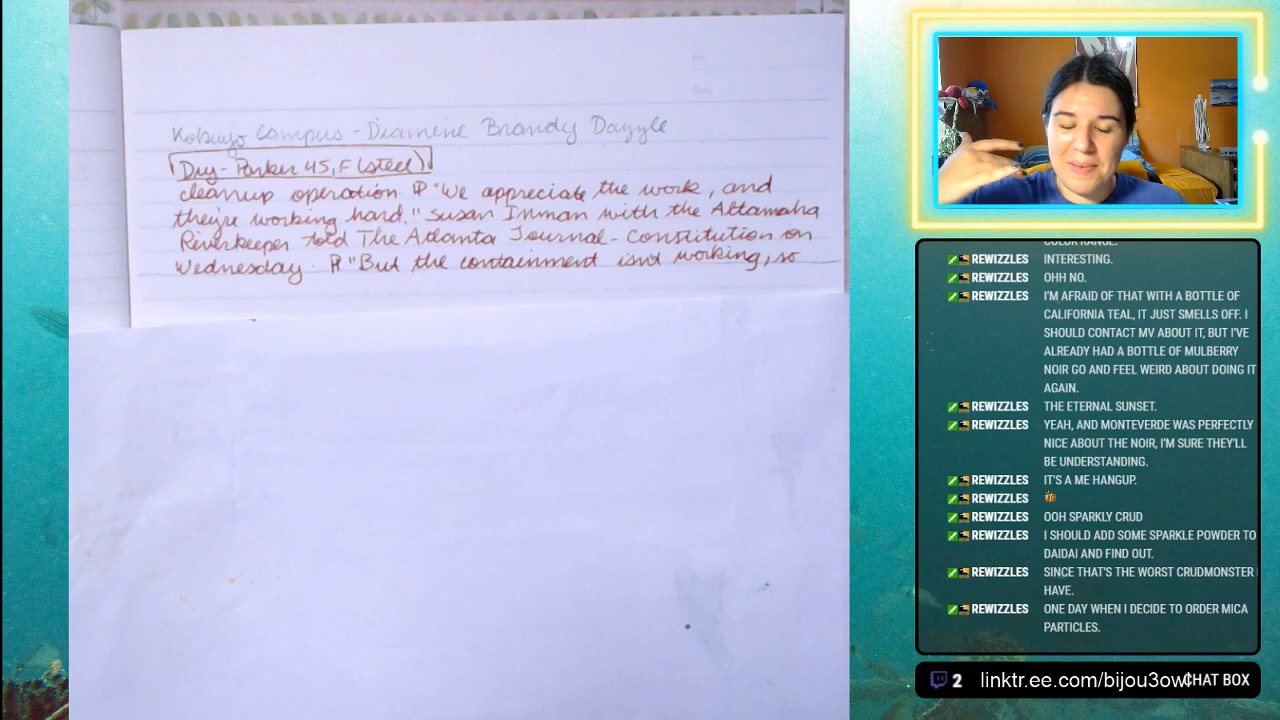 Kokuyo Campus - Diamine Brandy Dazzle
Dry - Parker 45, F (steel)
cleanup operation. ¶ "We appreciate the work, and
they're working hard," Susan Inman with the Altamaha
Riverkeeper told The Atlanta Journal-Constitution on
Wednesday. ¶ "But the containment isn't working, so
COLOR RANGE.
REWIZZLES INTERESTING.
REWIZZLES OHH NO.
REWIZZLES I'M AFRAID OF THAT WITH A BOTTLE OF
CALIFORNIA TEAL, IT JUST SMELLS OFF. I
SHOULD CONTACT MV ABOUT IT, BUT I'VE
ALREADY HAD A BOTTLE OF MULBERRY
NOIR GO AND FEEL WEIRD ABOUT DOING IT
AGAIN.
REWIZZLES THE ETERNAL SUNSET.
REWIZZLES YEAH, AND MONTEVERDE WAS PERFECTLY
NICE ABOUT THE NOIR, I'M SURE THEY'LL
BE UNDERSTANDING.
REWIZZLES IT'S A ME HANGUP.
REWIZZLES
REWIZZLES OOH SPARKLY CRUD
REWIZZLES I SHOULD ADD SOME SPARKLE POWDER TO
DAIDAI AND FIND OUT.
REWIZZLES SINCE THAT'S THE WORST CRUDMONSTER I
HAVE.
REWIZZLES ONE DAY WHEN I DECIDE TO ORDER MICA
PARTICLES.
2 linktr.ee.com/bijou3owl CHAT BOX